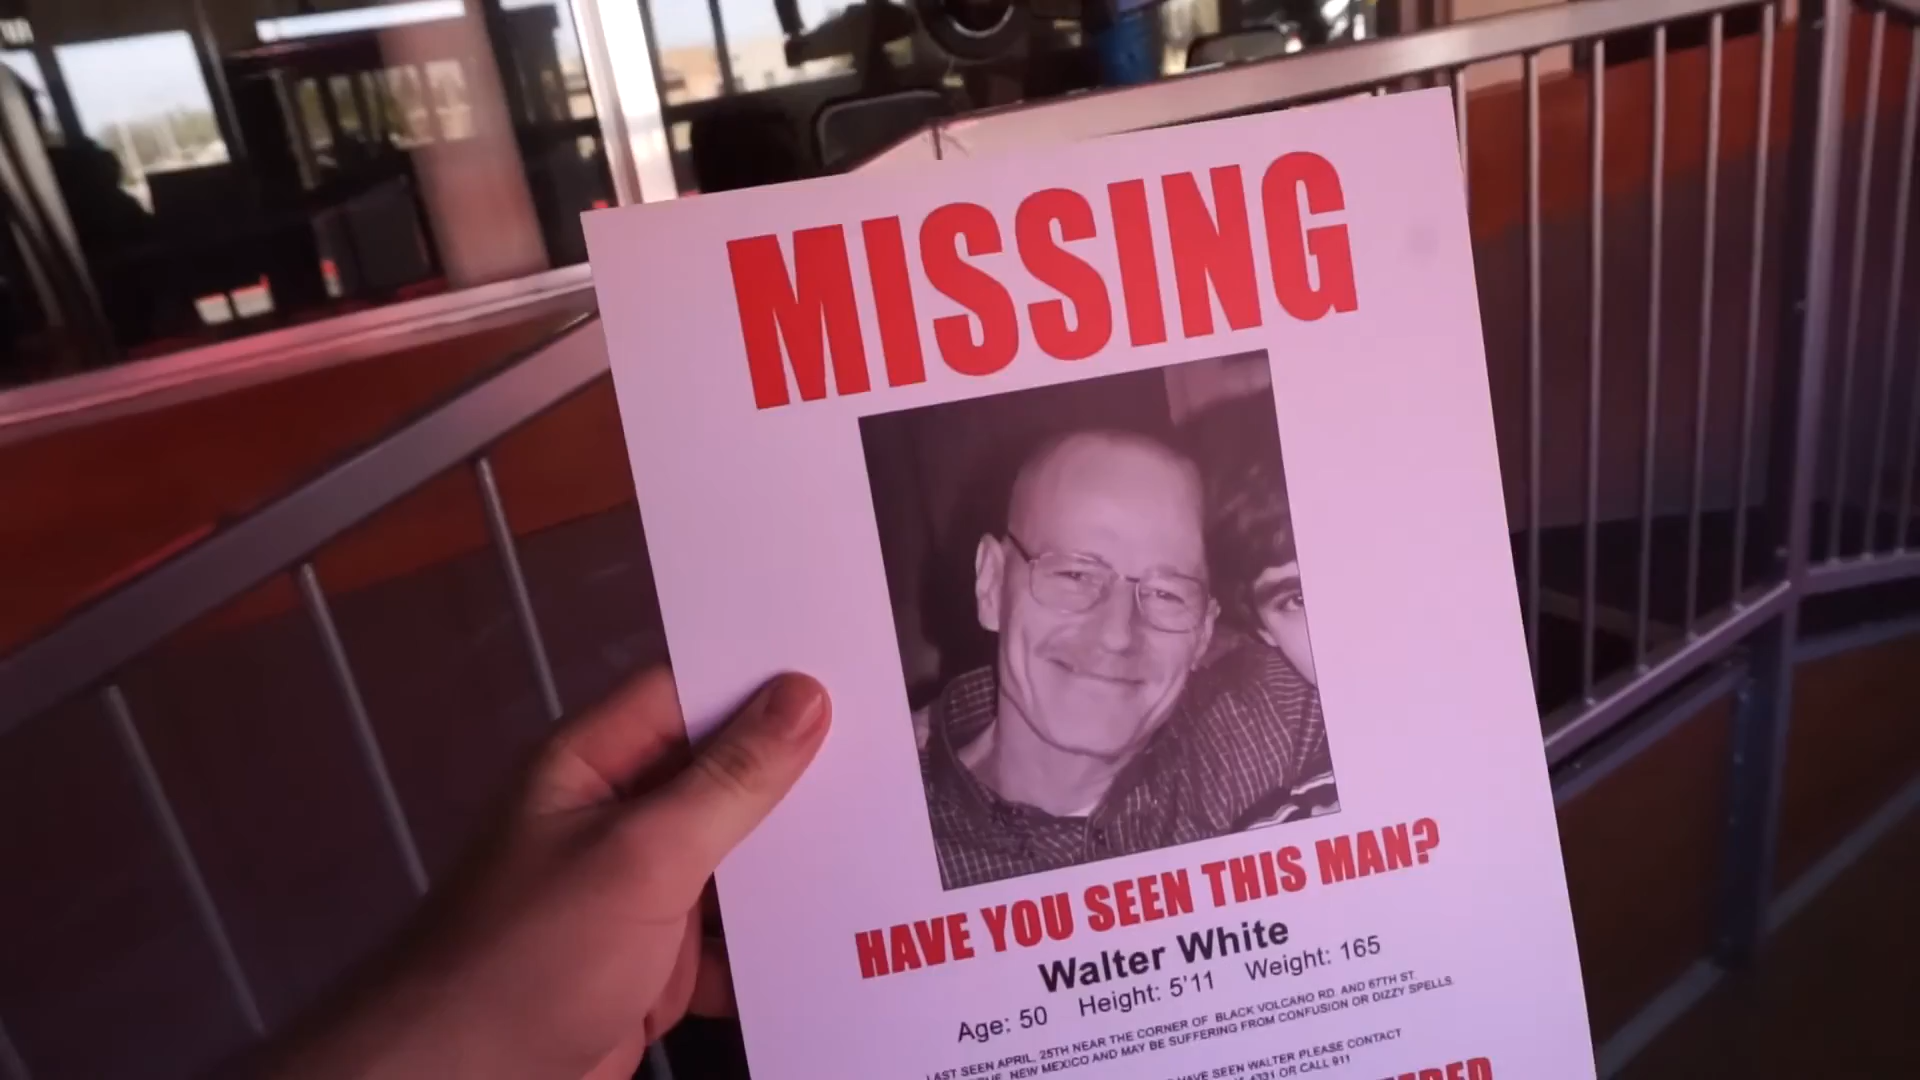 MISSING
HAVE YOU SEEN THIS MAN?
Walter White
Age: 50 Height: 5'11 Weight: 165
LAST SEEN APRIL, 25TH NEAR THE CORNER OF BLACK VOLCANO RD. AND 67TH ST.
NEW MEXICO AND MAY BE SUFFERING FROM CONFUSION OR DIZZY SPELLS.
HAVE SEEN WALTER PLEASE CONTACT
OR CALL 911